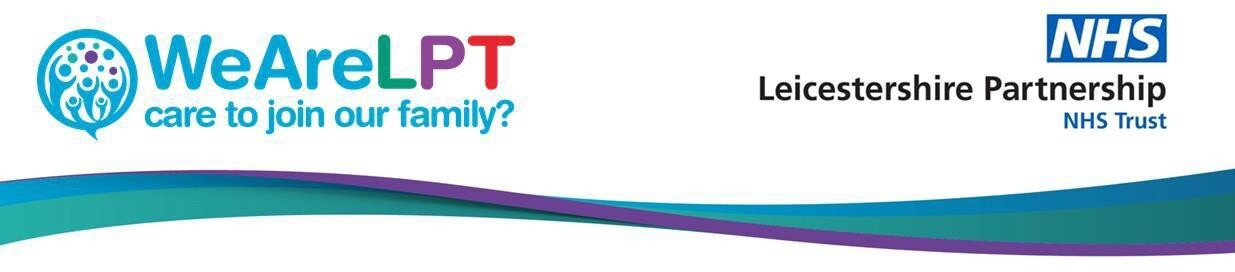 WeAreLPT
care to join our family?
NHS
Leicestershire Partnership
NHS Trust